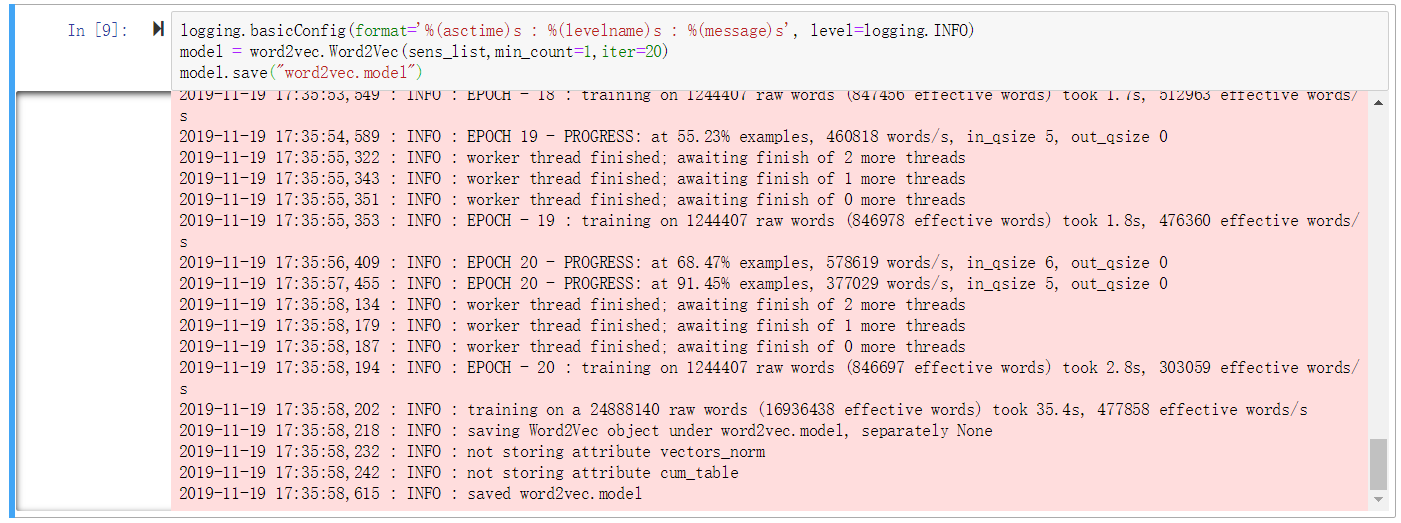 In [9]:
logging.basicConfig(format='%(asctime)s : %(levelname)s : %(message)s', level=logging.INFO)
model = word2vec.Word2Vec(sens_list,min_count=1,iter=20)
model.save("word2vec.model")
2019-11-19 17:35:53,549 : INFO : EPOCH - 18 : training on 1244407 raw words (847456 effective words) took 1.7s, 512963 effective words/
s
2019-11-19 17:35:54,589 : INFO : EPOCH 19 - PROGRESS: at 55.23% examples, 460818 words/s, in_qsize 5, out_qsize 0
2019-11-19 17:35:55,322 : INFO : worker thread finished; awaiting finish of 2 more threads
2019-11-19 17:35:55,343 : INFO : worker thread finished; awaiting finish of 1 more threads
2019-11-19 17:35:55,351 : INFO : worker thread finished; awaiting finish of 0 more threads
2019-11-19 17:35:55,353 : INFO : EPOCH - 19 : training on 1244407 raw words (846978 effective words) took 1.8s, 476360 effective words/
s
2019-11-19 17:35:56,409 : INFO : EPOCH 20 - PROGRESS: at 68.47% examples, 578619 words/s, in_qsize 6, out_qsize 0
2019-11-19 17:35:57,455 : INFO : EPOCH 20 - PROGRESS: at 91.45% examples, 377029 words/s, in_qsize 5, out_qsize 0
2019-11-19 17:35:58,134 : INFO : worker thread finished; awaiting finish of 2 more threads
2019-11-19 17:35:58,179 : INFO : worker thread finished; awaiting finish of 1 more threads
2019-11-19 17:35:58,187 : INFO : worker thread finished; awaiting finish of 0 more threads
2019-11-19 17:35:58,194 : INFO : EPOCH - 20 : training on 1244407 raw words (846697 effective words) took 2.8s, 303059 effective words/
s
2019-11-19 17:35:58,202 : INFO : training on a 24888140 raw words (16936438 effective words) took 35.4s, 477858 effective words/s
2019-11-19 17:35:58,218 : INFO : saving Word2Vec object under word2vec.model, separately None
2019-11-19 17:35:58,232 : INFO : not storing attribute vectors_norm
2019-11-19 17:35:58,242 : INFO : not storing attribute cum_table
2019-11-19 17:35:58,615 : INFO : saved word2vec.model